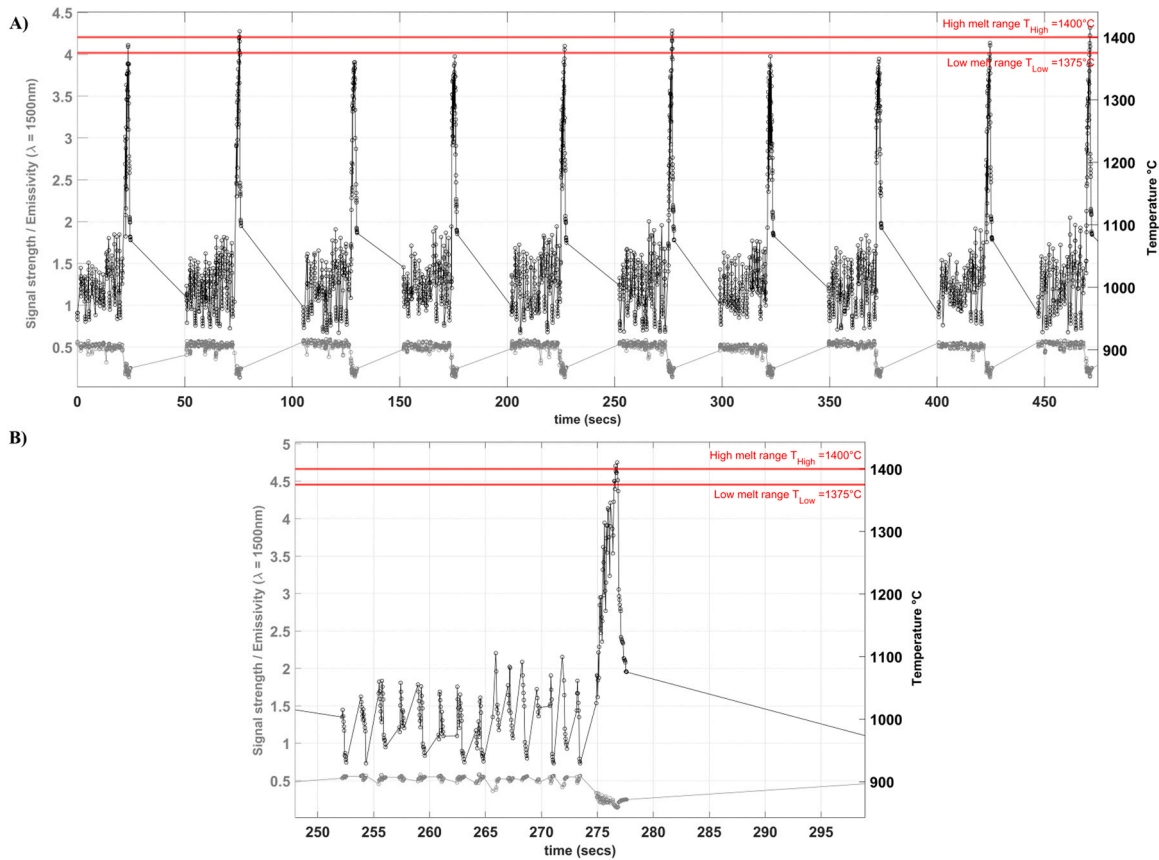 A)
4.5
4
3.5
3
2.5
2
1.5
1
0.5
Signal strength / Emissivity (λ = 1500nm)
High melt range T_High =1400°C
Low melt range T_Low =1375°C
1400
1300
1200
1100
1000
900
Temperature °C
0 50 100 150 200 250 300 350 400 450
time (secs)
B)
5
4.5
4
3.5
3
2.5
2
1.5
1
0.5
Signal strength / Emissivity (λ = 1500nm)
High melt range T_High =1400°C
Low melt range T_Low =1375°C
1400
1300
1200
1100
1000
900
Temperature °C
250 255 260 265 270 275 280 285 290 295
time (secs)